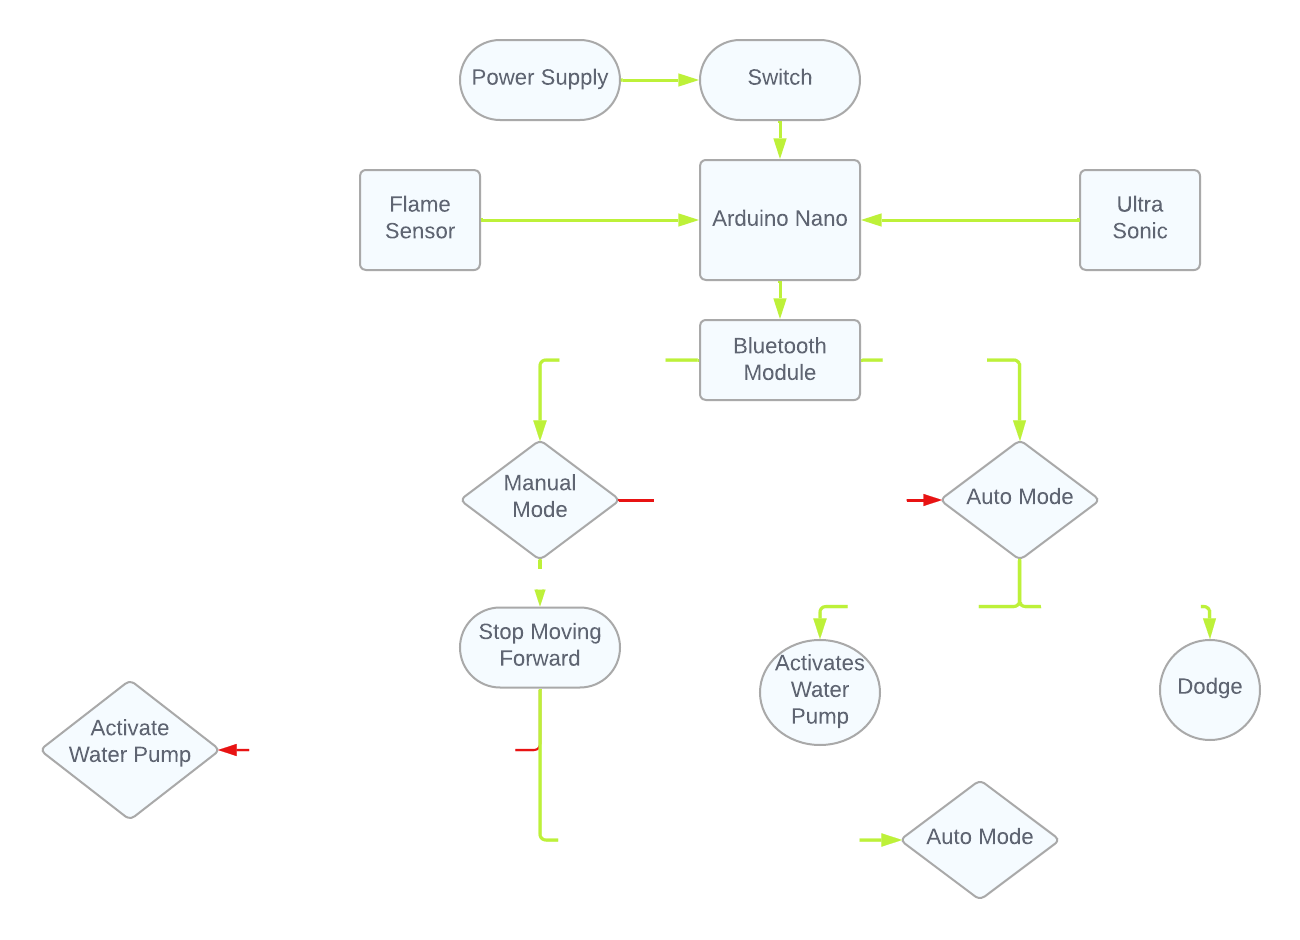 Power Supply
Switch
Flame
Sensor
Arduino Nano
Ultra
Sonic
Bluetooth
Module
Manual
Mode
Auto Mode
Stop Moving
Forward
Activates
Water
Pump
Dodge
Activate
Water Pump
Auto Mode